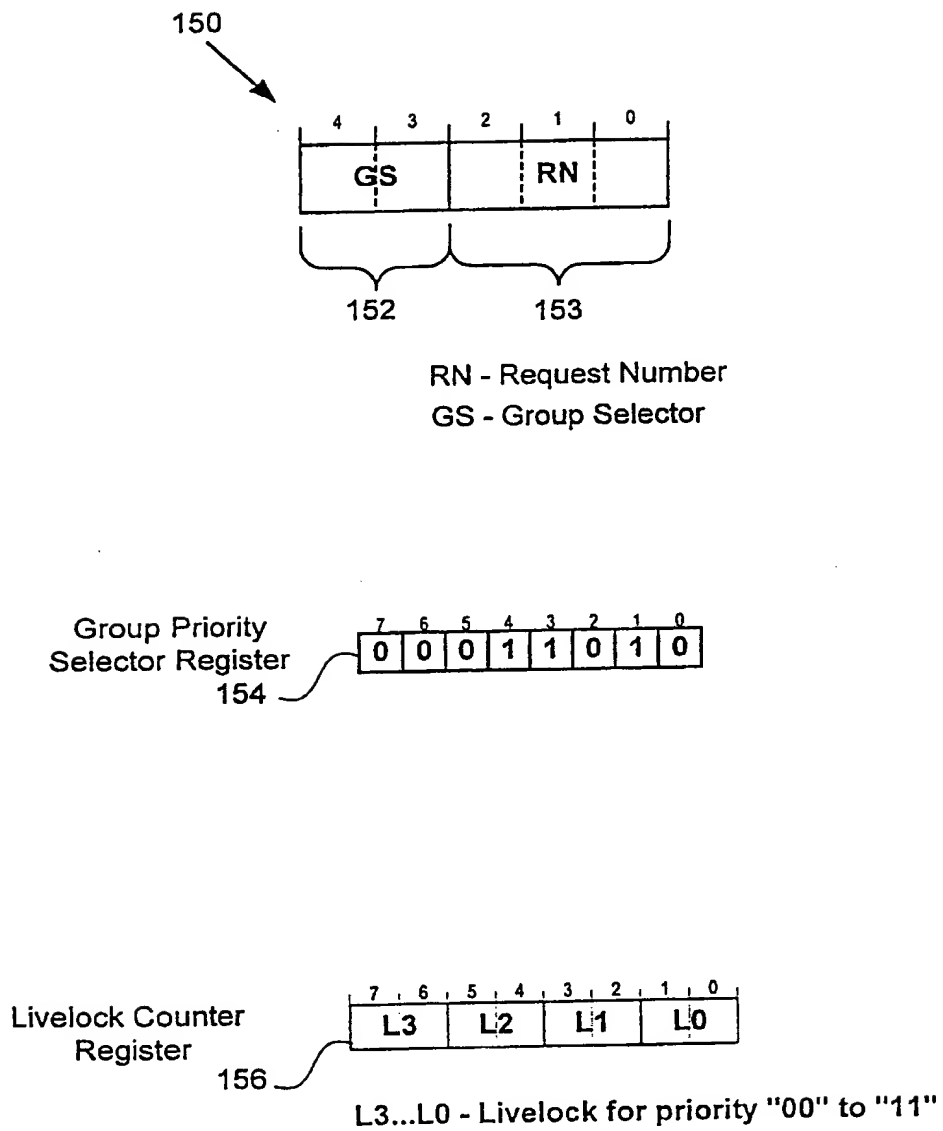 150
4 3 2 1 0
GS RN
152 153
RN - Request Number
GS - Group Selector
Group Priority
Selector Register
154
7 6 5 4 3 2 1 0
0 0 0 1 1 0 1 0
Livelock Counter
Register
156
7 6 5 4 3 2 1 0
L3 L2 L1 L0
L3...L0 - Livelock for priority "00" to "11"